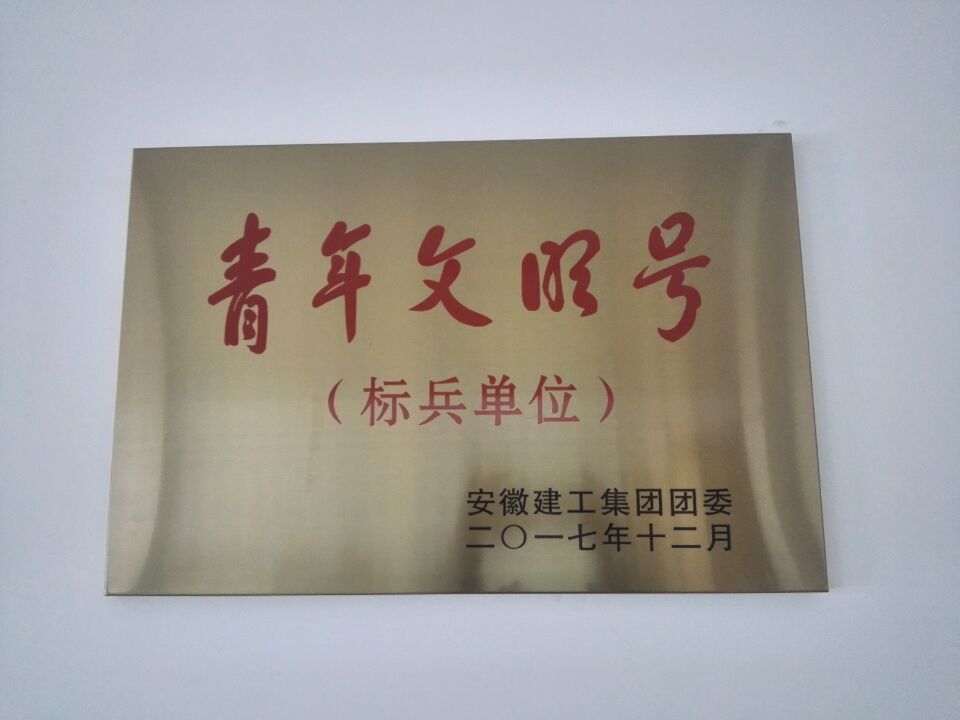 青年文明号
（标兵单位）
安徽建工集团团委
二〇一七年十二月